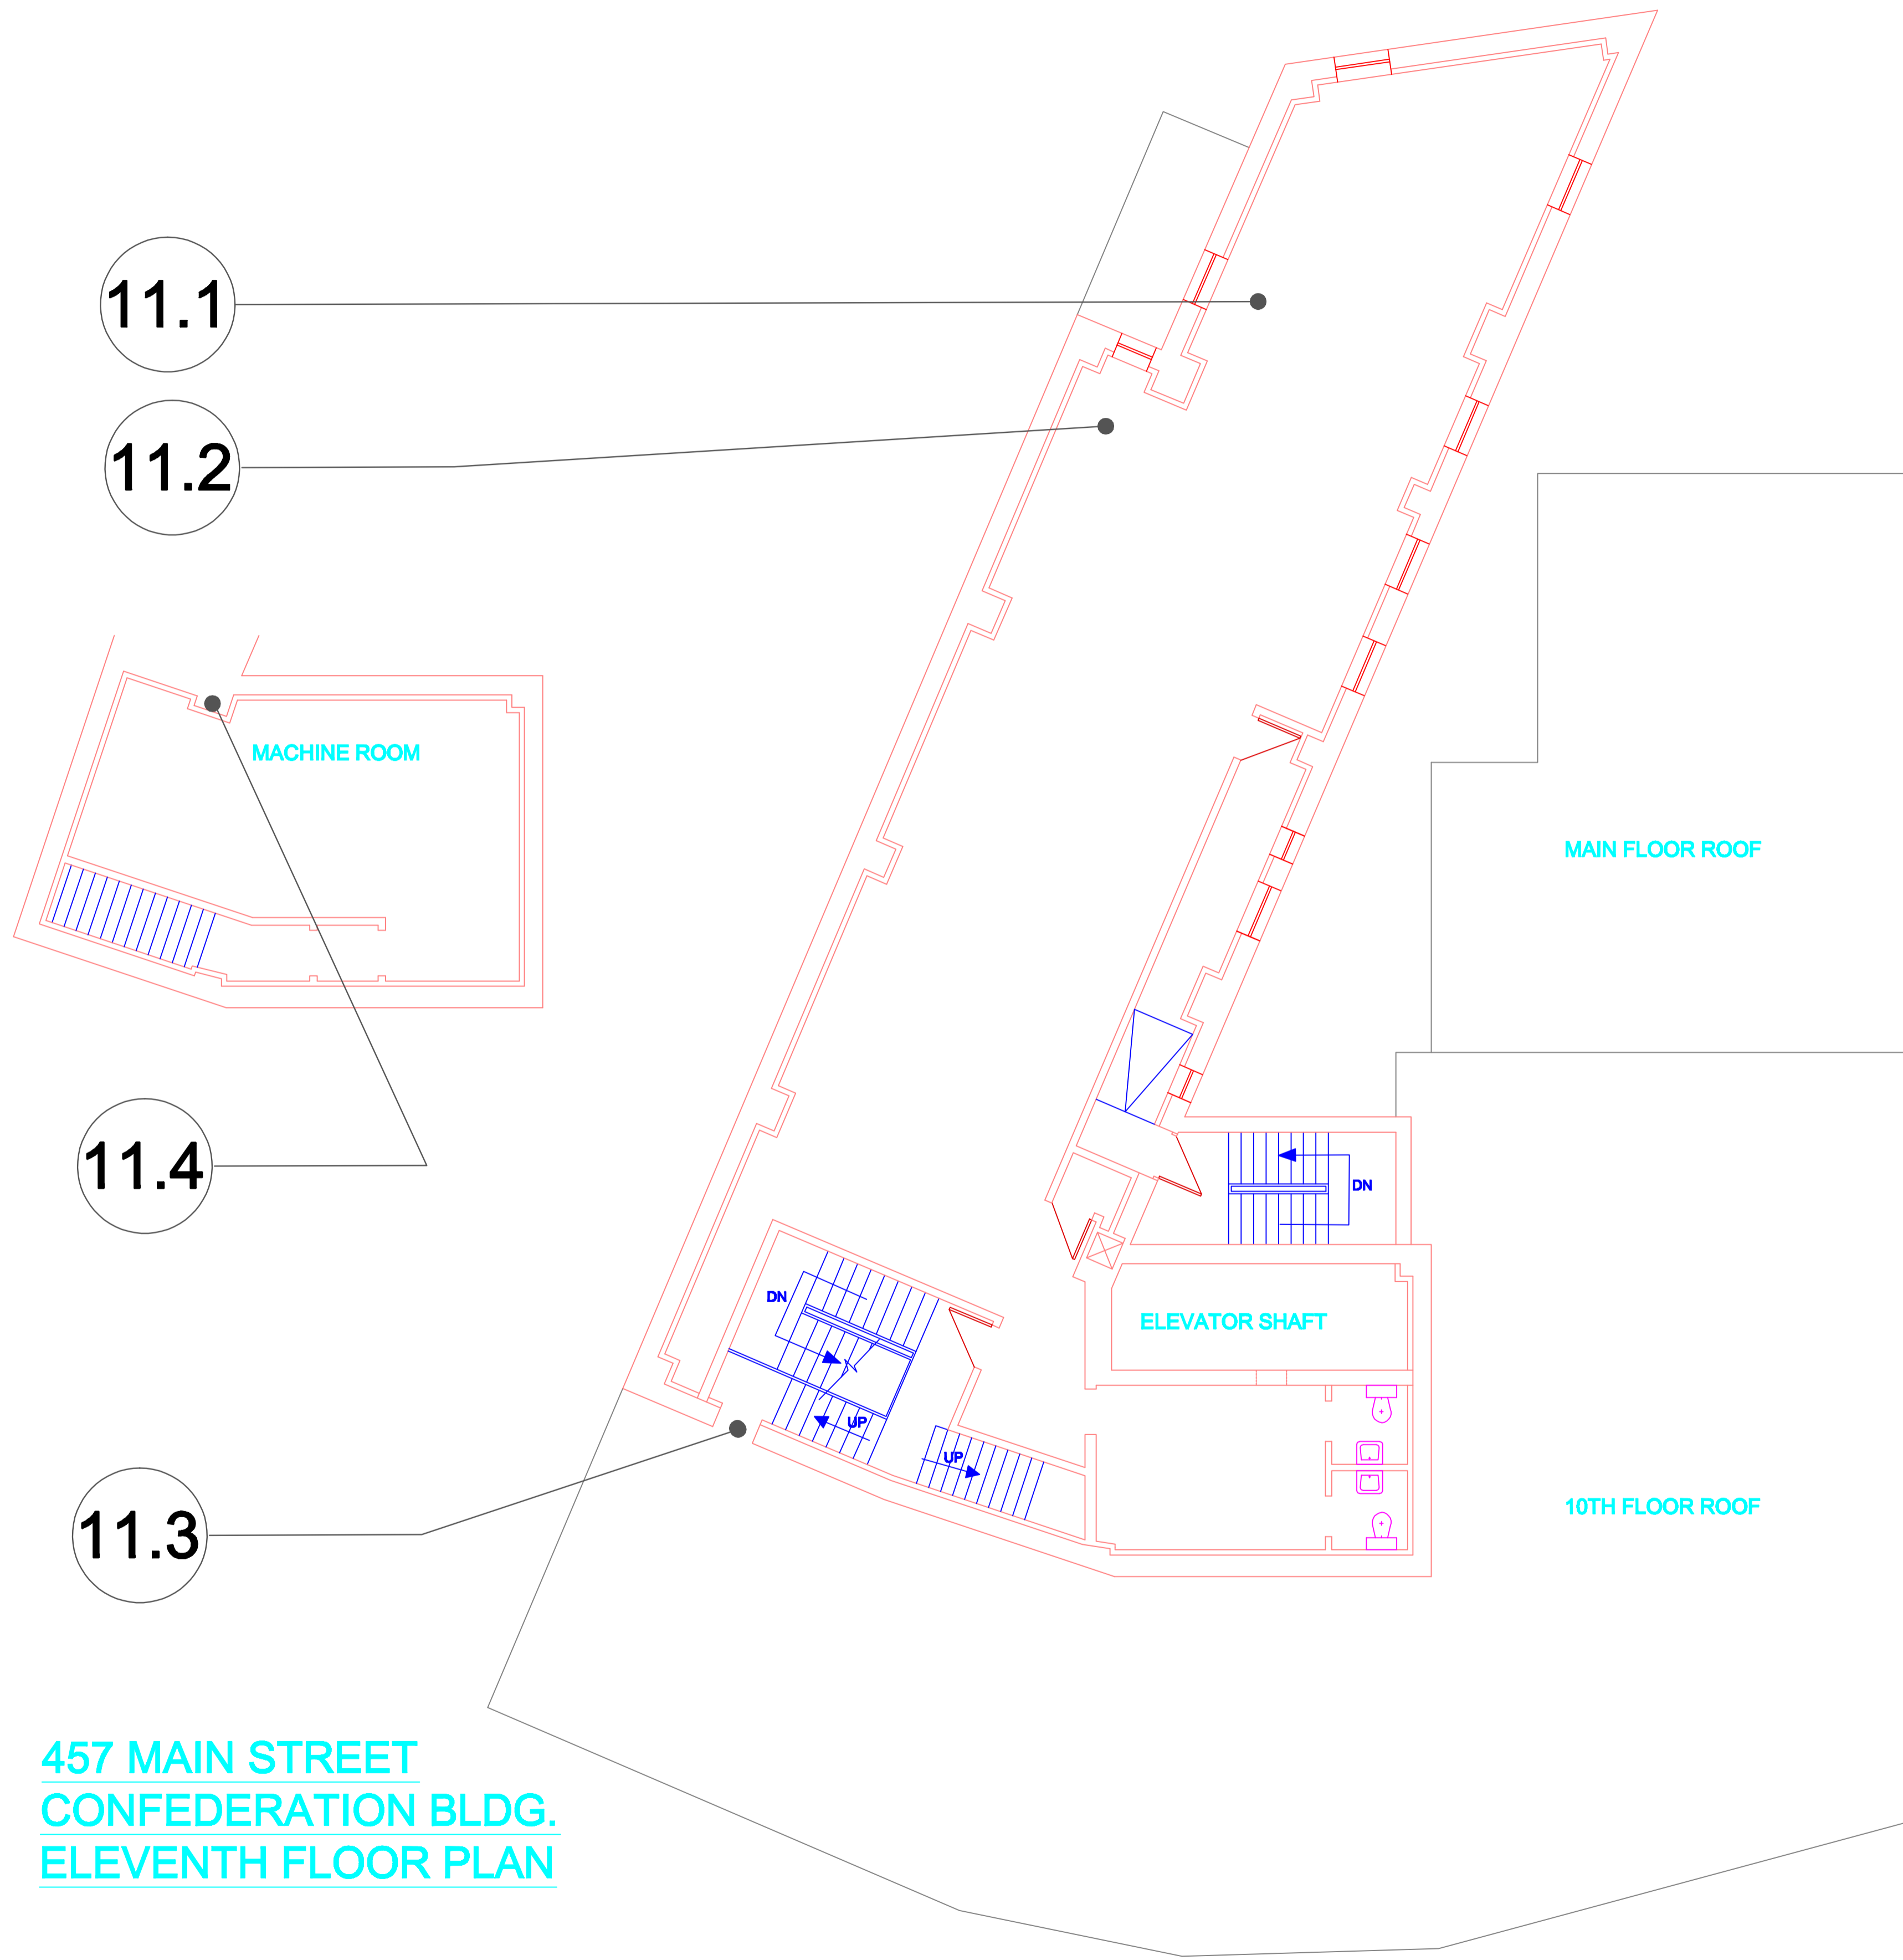 11.1
11.2
MACHINE ROOM
MAIN FLOOR ROOF
11.4
DN
DN
ELEVATOR SHAFT
UP
UP
10TH FLOOR ROOF
11.3
457 MAIN STREET
CONFEDERATION BLDG.
ELEVENTH FLOOR PLAN